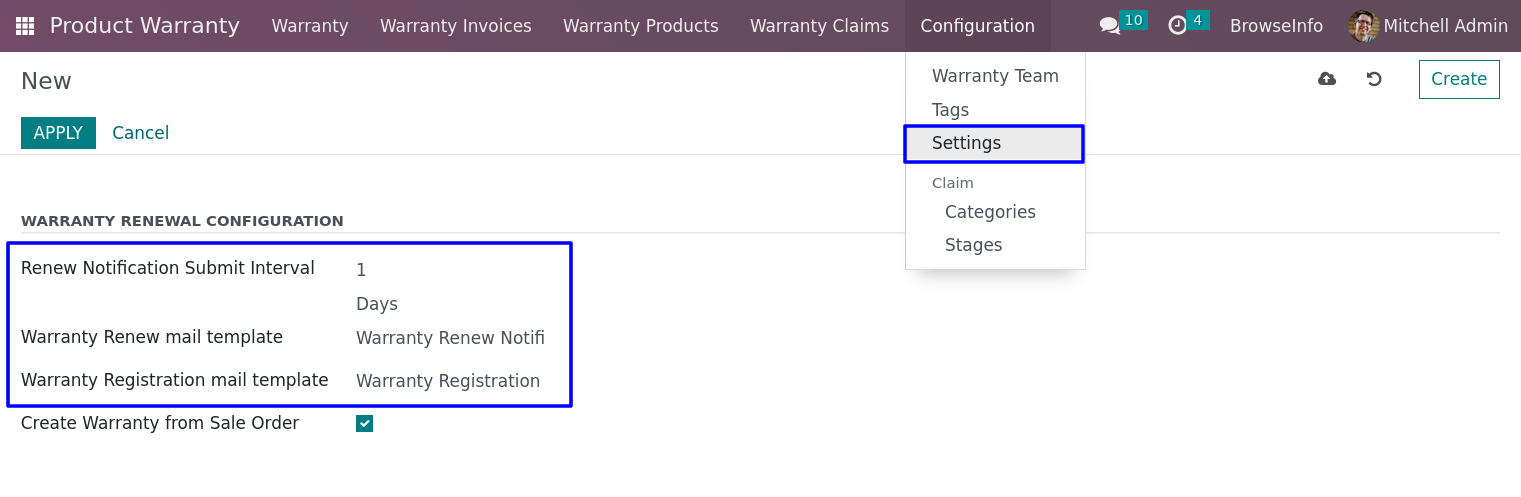 Product Warranty Warranty Warranty Invoices Warranty Products Warranty Claims Configuration 10 4 BrowseInfo Mitchell Admin
New
Create
APPLY Cancel
Warranty Team
Tags
Settings
Claim
Categories
Stages
WARRANTY RENEWAL CONFIGURATION
Renew Notification Submit Interval 1
Days
Warranty Renew mail template Warranty Renew Notifi
Warranty Registration mail template Warranty Registration
Create Warranty from Sale Order